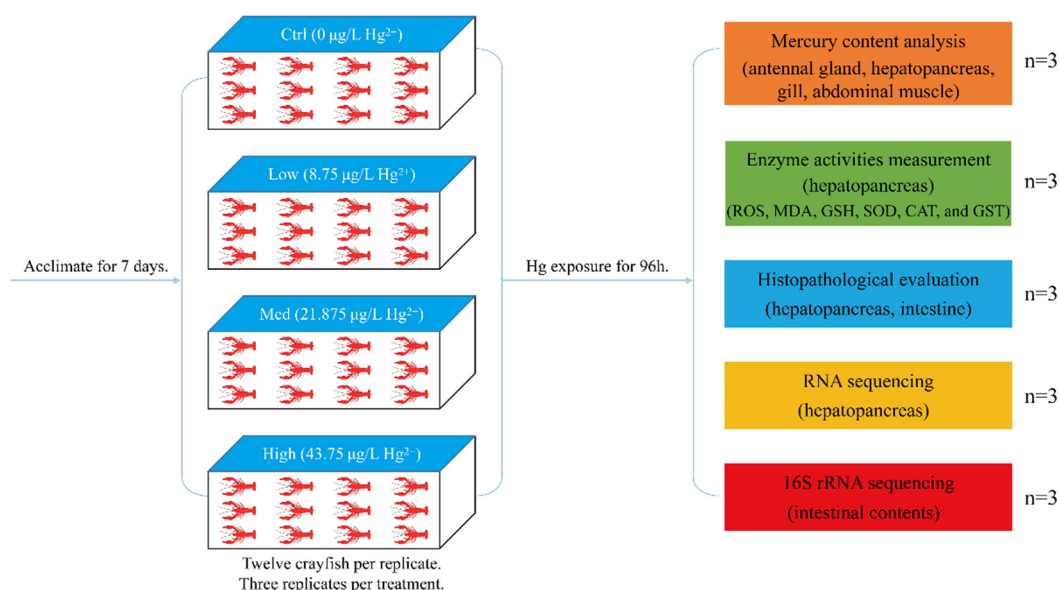 Ctrl (0 μg/L Hg²⁺)
Low (8.75 μg/L Hg²⁺)
Acclimate for 7 days.
Med (21.875 μg/L Hg²⁺)
High (43.75 μg/L Hg²⁺)
Twelve crayfish per replicate.
Three replicates per treatment.
Hg exposure for 96h.
Mercury content analysis
(antennal gland, hepatopancreas,
gill, abdominal muscle)
n=3
Enzyme activities measurement
(hepatopancreas)
(ROS, MDA, GSH, SOD, CAT, and GST)
n=3
Histopathological evaluation
(hepatopancreas, intestine)
n=3
RNA sequencing
(hepatopancreas)
n=3
16S rRNA sequencing
(intestinal contents)
n=3